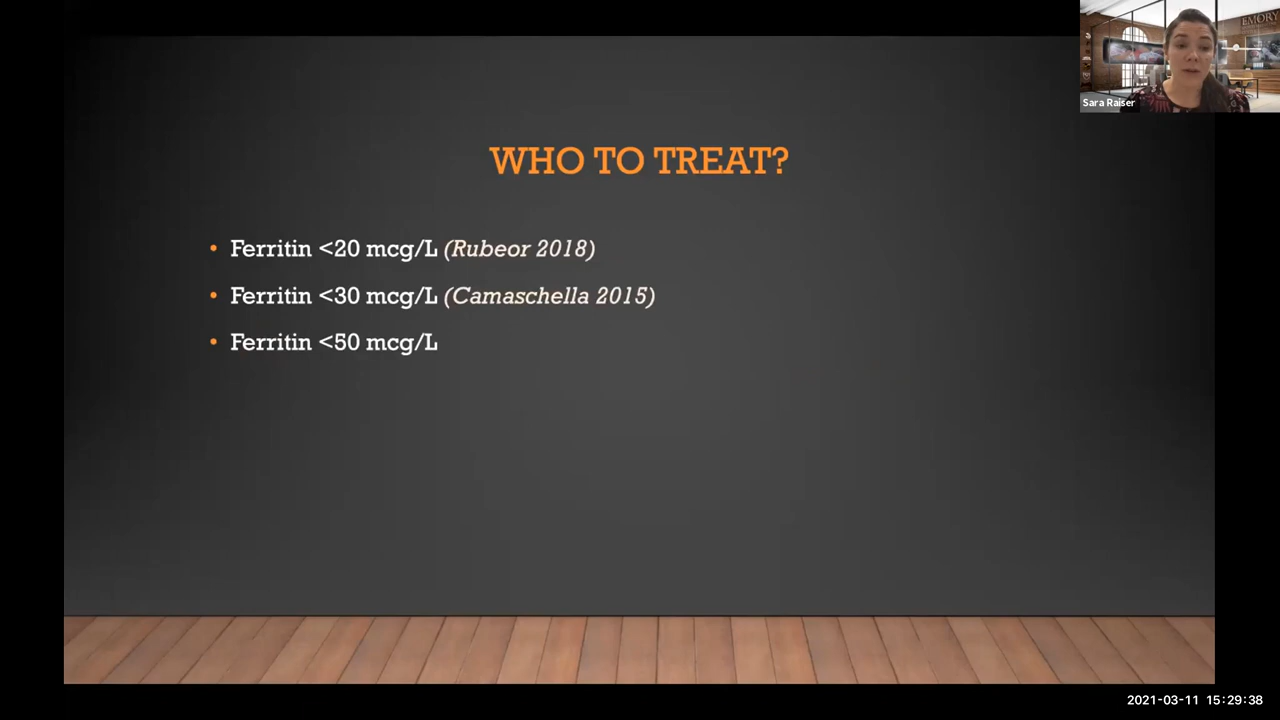 EMORY
Sara Raiser
WHO TO TREAT?
• Ferritin <20 mcg/L (Rubeor 2018)
• Ferritin <30 mcg/L (Camaschella 2015)
• Ferritin <50 mcg/L
2021-03-11 15:29:38